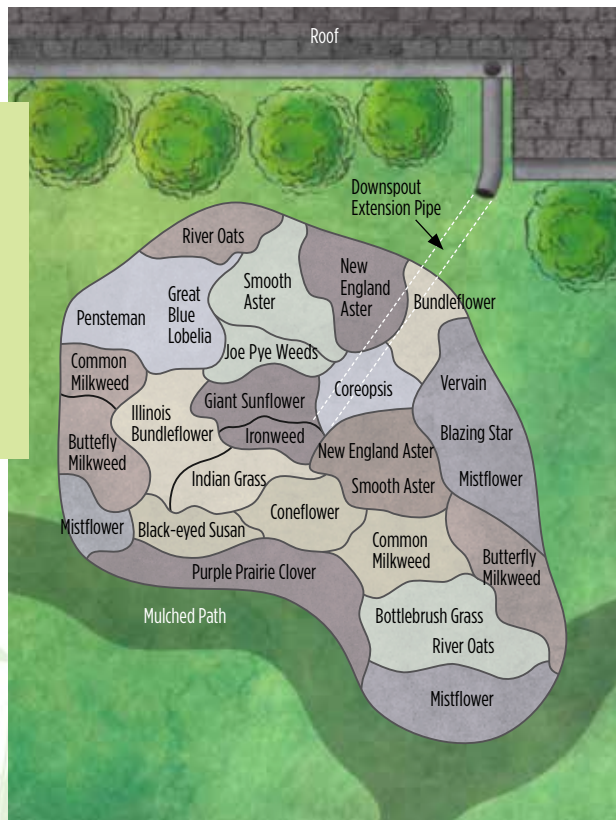 Roof
Downspout
Extension Pipe
River Oats
New
England
Aster
Smooth
Aster
Bundleflower
Great
Blue
Lobelia
Pensteman
Joe Pye Weeds
Common
Milkweed
Coreopsis
Vervain
Giant Sunflower
Illinois
Bundleflower
Blazing Star
Ironweed
Buttefly
Milkweed
New England Aster
Indian Grass
Mistflower
Smooth Aster
Coneflower
Mistflower
Black-eyed Susan
Common
Milkweed
Butterfly
Milkweed
Purple Prairie Clover
Mulched Path
Bottlebrush Grass
River Oats
Mistflower